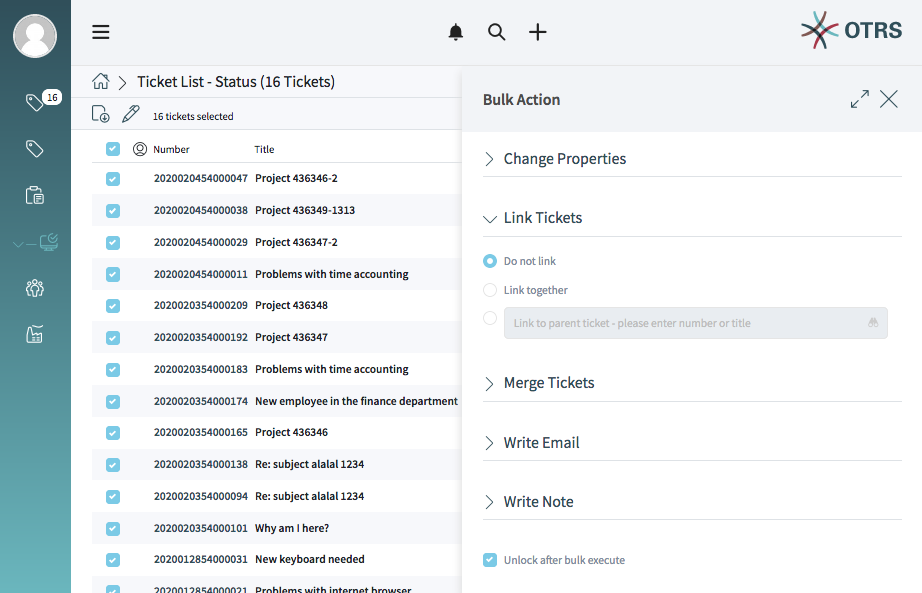 OTRS
16
Ticket List - Status (16 Tickets)
16 tickets selected
Number Title
2020020454000047 Project 436346-2
2020020454000038 Project 436349-1313
2020020454000029 Project 436347-2
2020020454000011 Problems with time accounting
2020020354000209 Project 436348
2020020354000192 Project 436347
2020020354000183 Problems with time accounting
2020020354000174 New employee in the finance department
2020020354000165 Project 436346
2020020354000138 Re: subject alalal 1234
2020020354000094 Re: subject alalal 1234
2020020354000101 Why am I here?
2020012854000031 New keyboard needed
2020012854000021 Problems with internet browser
Bulk Action
Change Properties
Link Tickets
Do not link
Link together
Link to parent ticket - please enter number or title
Merge Tickets
Write Email
Write Note
Unlock after bulk execute